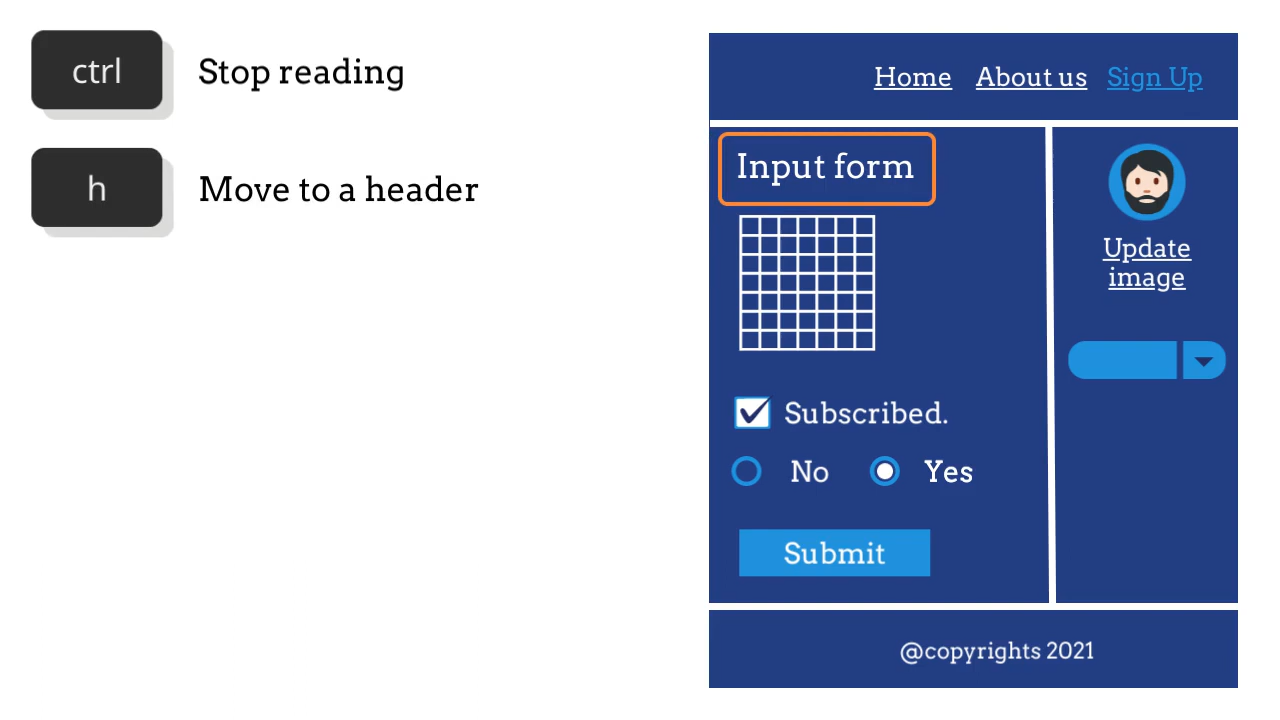 ctrl Stop reading
h Move to a header
Home About us Sign Up
Input form
Update
image
Subscribed.
No Yes
Submit
@copyrights 2021